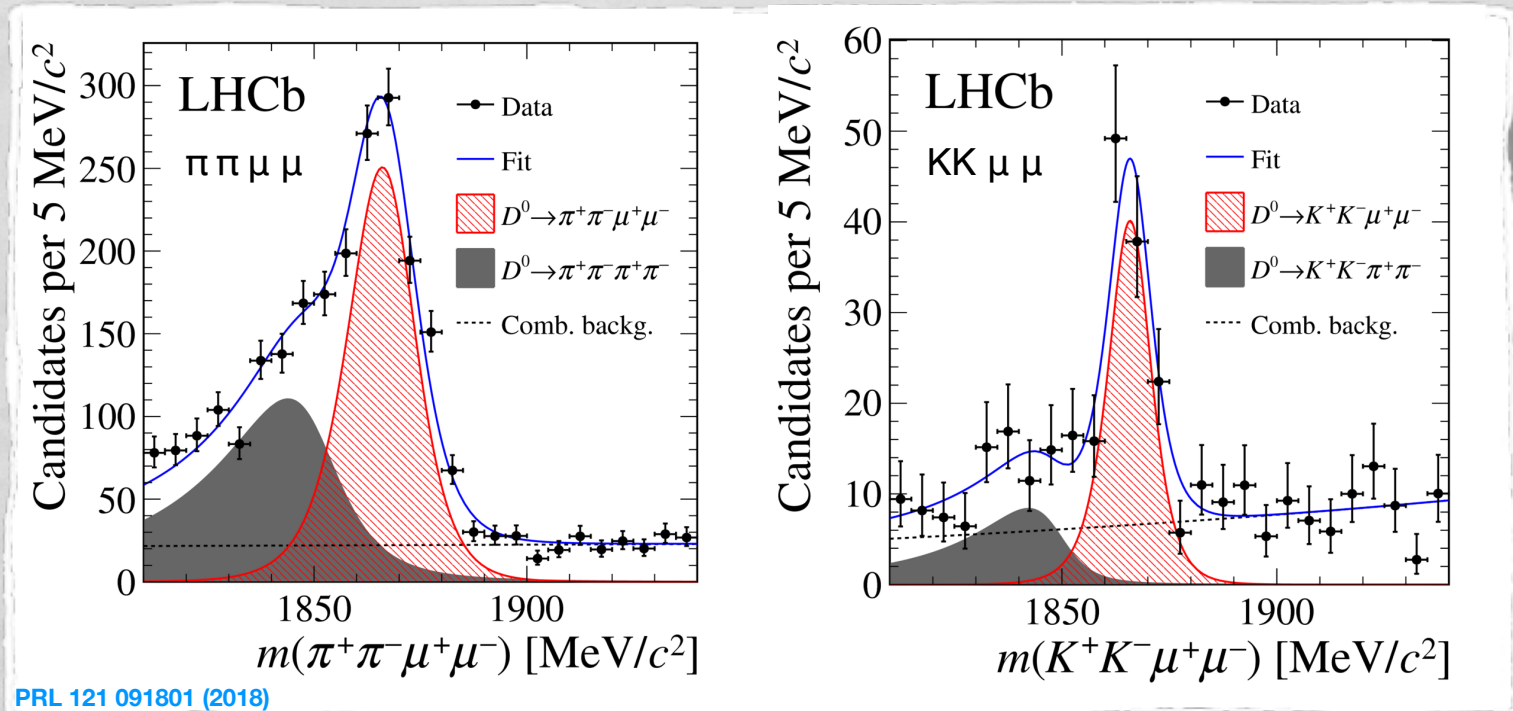 Candidates per 5 MeV/c²
300
250
200
150
100
50
0
LHCb
π π μ μ
Data
Fit
D⁰→π⁺π⁻μ⁺μ⁻
D⁰→π⁺π⁻π⁺π⁻
Comb. backg.
1850
1900
m(π⁺π⁻μ⁺μ⁻) [MeV/c²]
Candidates per 5 MeV/c²
60
50
40
30
20
10
0
LHCb
KK μ μ
Data
Fit
D⁰→K⁺K⁻μ⁺μ⁻
D⁰→K⁺K⁻π⁺π⁻
Comb. backg.
1850
1900
m(K⁺K⁻μ⁺μ⁻) [MeV/c²]
PRL 121 091801 (2018)